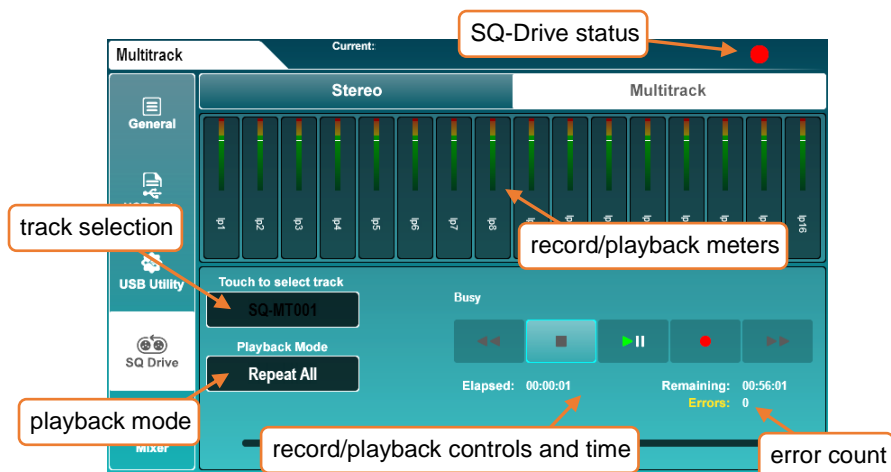 SQ-Drive status
Multitrack
Current:
Stereo
Multitrack
General
Ip1
Ip2
Ip3
Ip4
Ip5
Ip6
Ip7
Ip8
Ip16
track selection
record/playback meters
USB Utility
Touch to select track
SQ-MT001
Busy
SQ Drive
Playback Mode
Repeat All
Elapsed: 00:00:01
Remaining: 00:56:01
Errors: 0
playback mode
record/playback controls and time
error count
Mixer